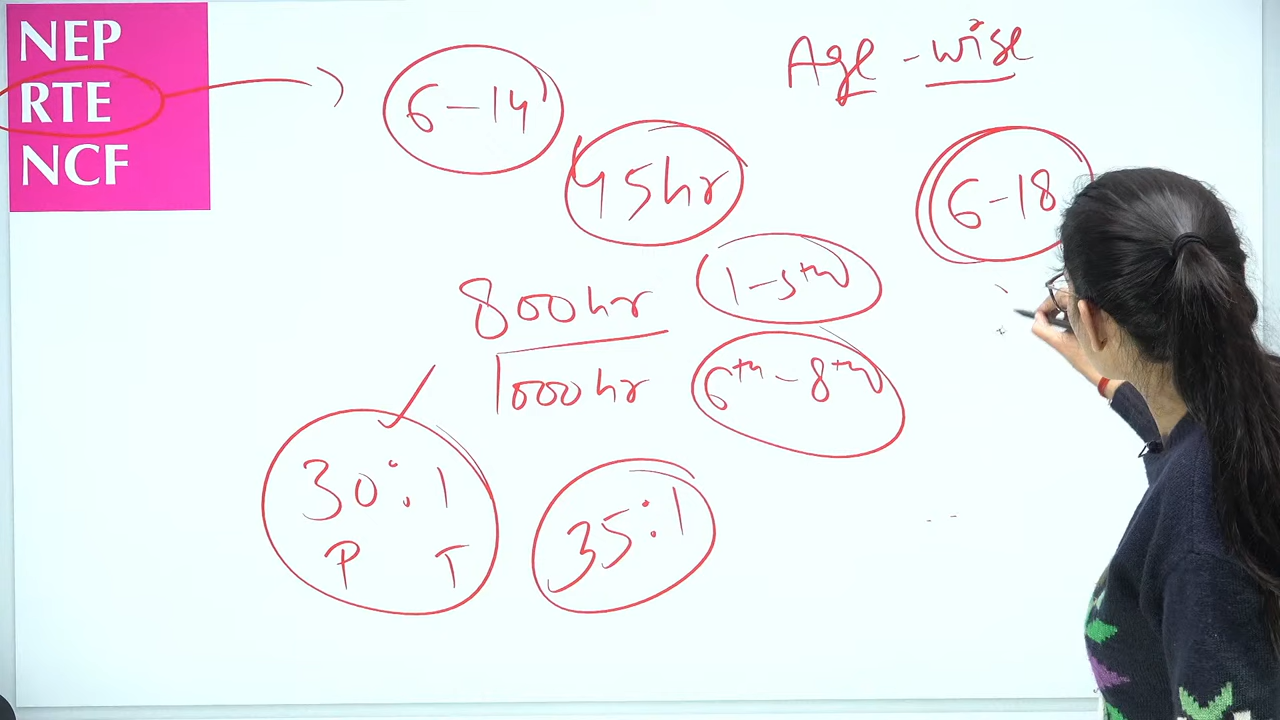 NEP
RTE
NCF
6-14
Age-wise
45hr
6-18
800hr
1-5th
1000hr
6th-8th
30:1
P T
35:1